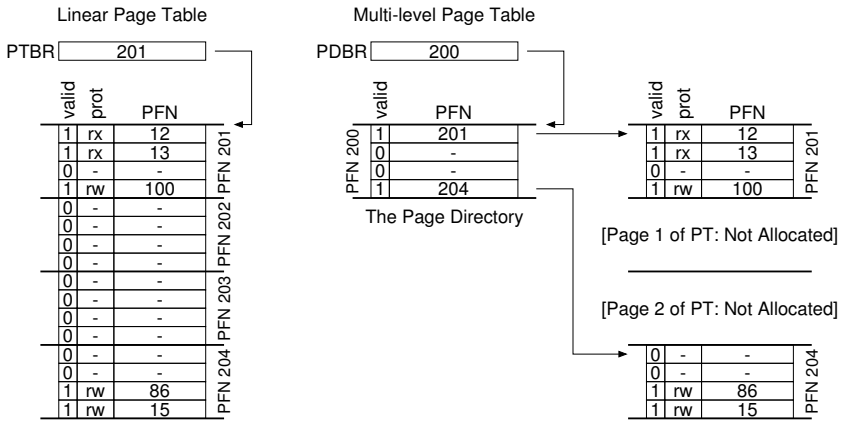 Linear Page Table
PTBR 201
valid prot PFN
1 rx 12
1 rx 13
0 - -
1 rw 100
PFN 201
0 - -
0 - -
0 - -
0 - -
PFN 202
0 - -
0 - -
0 - -
0 - -
PFN 203
0 - -
0 - -
1 rw 86
1 rw 15
PFN 204
Multi-level Page Table
PDBR 200
valid PFN
PFN 200
1 201
0 -
0 -
1 204
The Page Directory
valid prot PFN
1 rx 12
1 rx 13
0 - -
1 rw 100
PFN 201
[Page 1 of PT: Not Allocated]
[Page 2 of PT: Not Allocated]
0 - -
0 - -
1 rw 86
1 rw 15
PFN 204